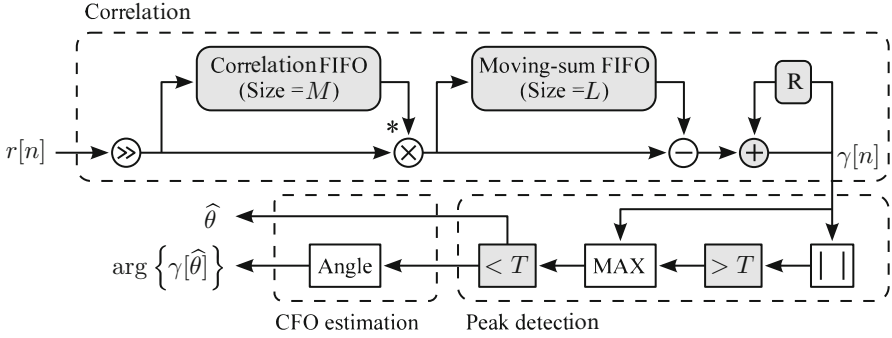 Correlation
Correlation FIFO
(Size = M)
Moving-sum FIFO
(Size = L)
R
*
r[n]
≫
×
−
+
γ[n]
θ̂
arg {γ[θ̂]}
Angle
< T
MAX
> T
| |
CFO estimation
Peak detection